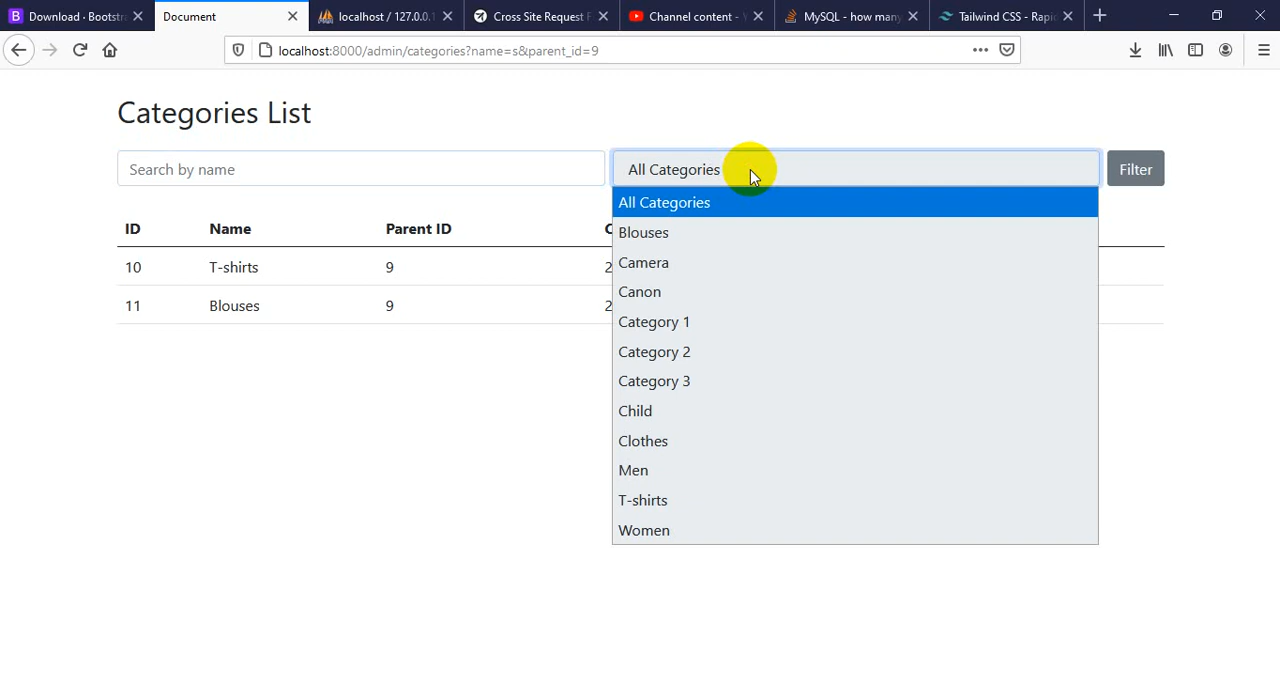 Download · Bootstr
Document
localhost / 127.0.0.1
Cross Site Request F
Channel content -
MySQL - how many
Tailwind CSS - Rapi
localhost:8000/admin/categories?name=s&parent_id=9
Categories List
Search by name
All Categories
Filter
ID Name Parent ID C
10 T-shirts 9 2
11 Blouses 9 2
All Categories
Blouses
Camera
Canon
Category 1
Category 2
Category 3
Child
Clothes
Men
T-shirts
Women